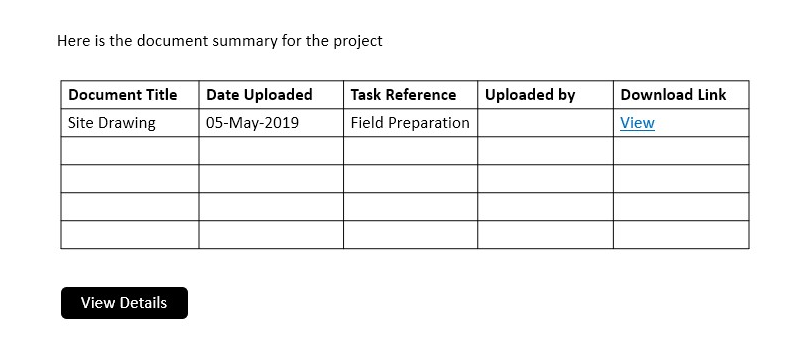 Here is the document summary for the project
Document Title Date Uploaded Task Reference Uploaded by Download Link
Site Drawing 05-May-2019 Field Preparation View
View Details